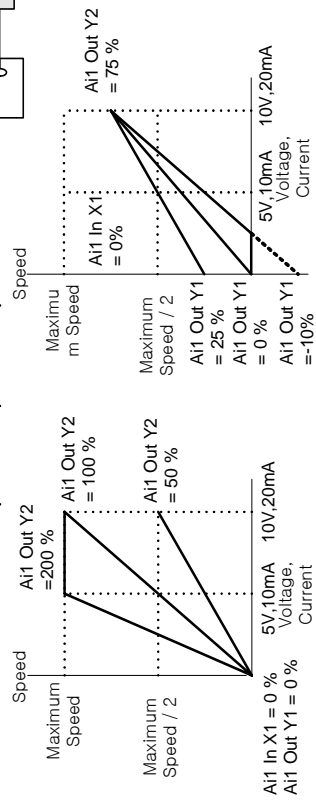 Speed
Maximum
Speed
Maximum
Speed / 2
Ai1 Out Y2
=200 %
Ai1 Out Y2
= 100 %
Ai1 Out Y2
= 50 %
5V,10mA
10V,20mA
Voltage,
Current
Ai1 In X1 = 0 %
Ai1 Out Y1 = 0 %
Speed
Maximu
m Speed
Maximum
Speed / 2
Ai1 In X1
= 0%
Ai1 Out Y2
= 75 %
Ai1 Out Y1
= 25 %
Ai1 Out Y1
= 0 %
Ai1 Out Y1
=-10%
5V,10mA
10V,20mA
Voltage,
Current